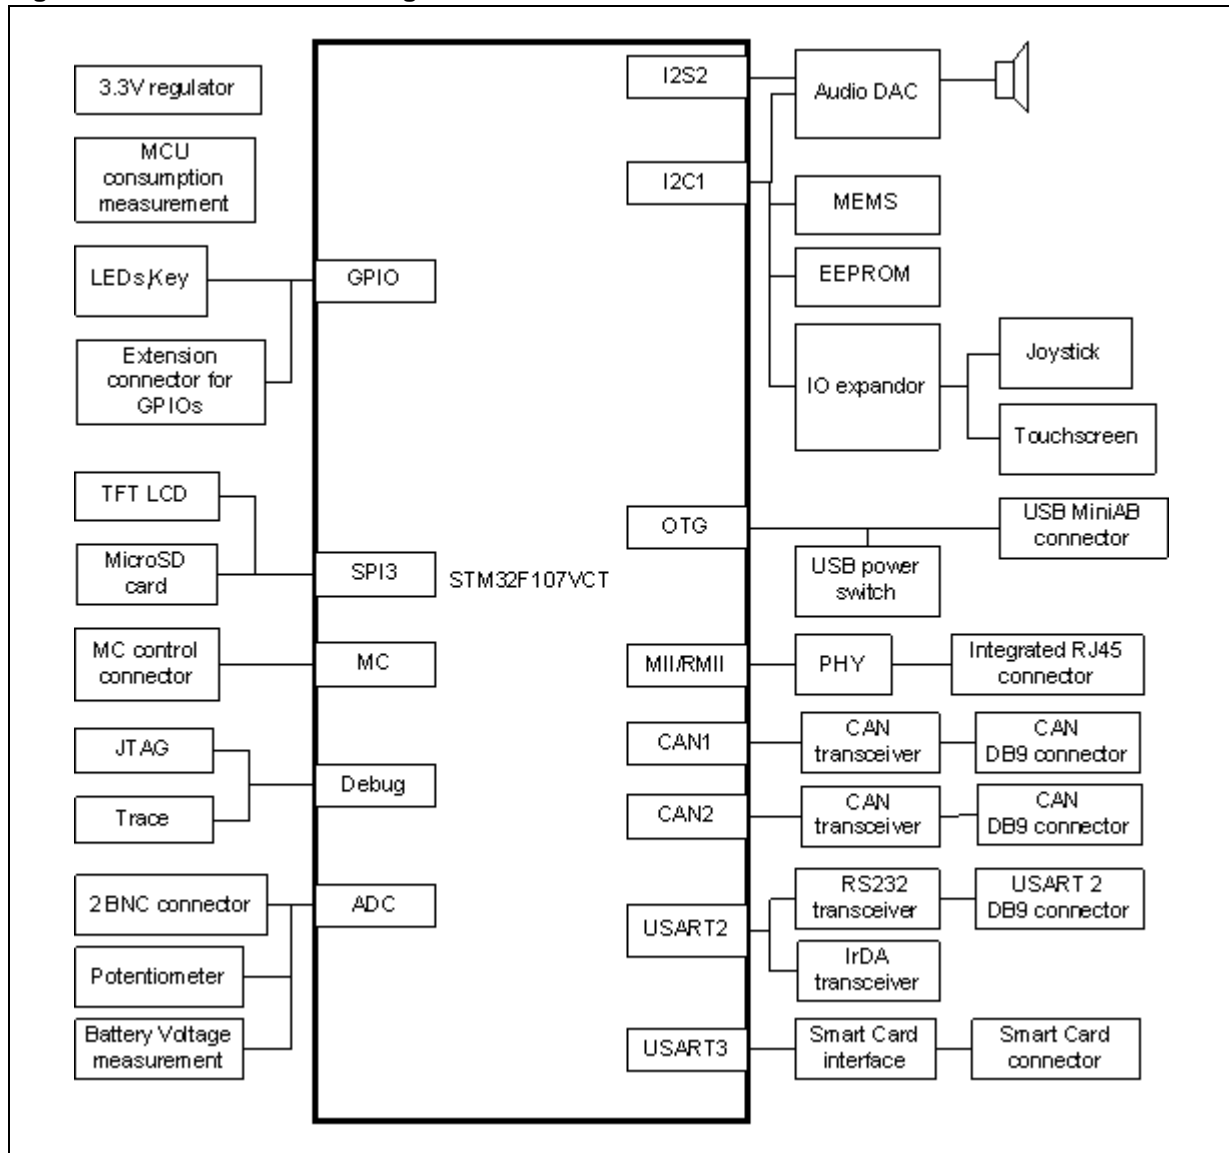 3.3V regulator
MCU
consumption
measurement
LEDs,Key
Extension
connector for
GPIOs
TFT LCD
MicroSD
card
MC control
connector
JTAG
Trace
2 BNC connector
Potentiometer
Battery Voltage
measurement
GPIO
SPI3
MC
Debug
ADC
STM32F107VCT
I2S2
I2C1
OTG
MII/RMII
CAN1
CAN2
USART2
USART3
Audio DAC
MEMS
EEPROM
IO expandor
Joystick
Touchscreen
USB power
switch
USB MiniAB
connector
PHY
Integrated RJ45
connector
CAN
transceiver
CAN
DB9 connector
CAN
transceiver
CAN
DB9 connector
RS232
transceiver
USART 2
DB9 connector
IrDA
transceiver
Smart Card
interface
Smart Card
connector